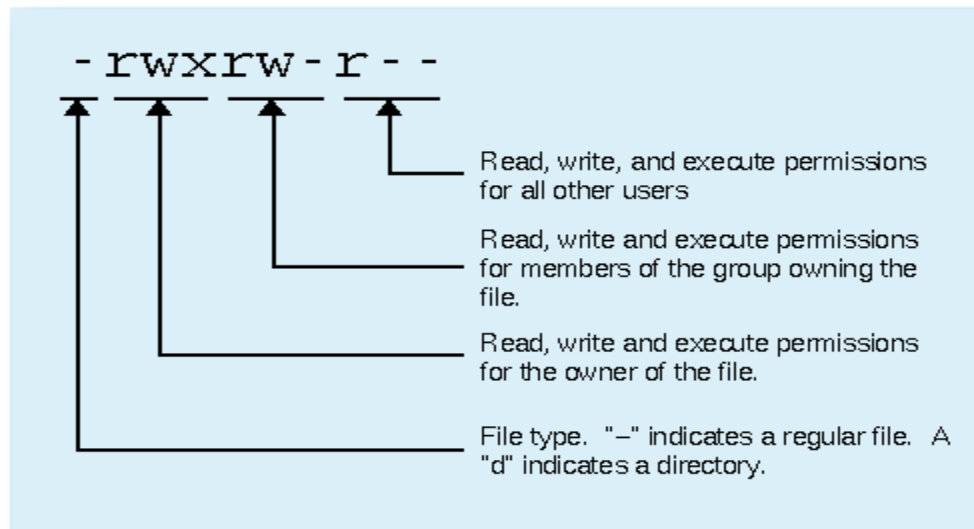 -rwxrw-r--
Read, write, and execute permissions
for all other users
Read, write and execute permissions
for members of the group owning the
file.
Read, write and execute permissions
for the owner of the file.
File type. "–" indicates a regular file. A
"d" indicates a directory.